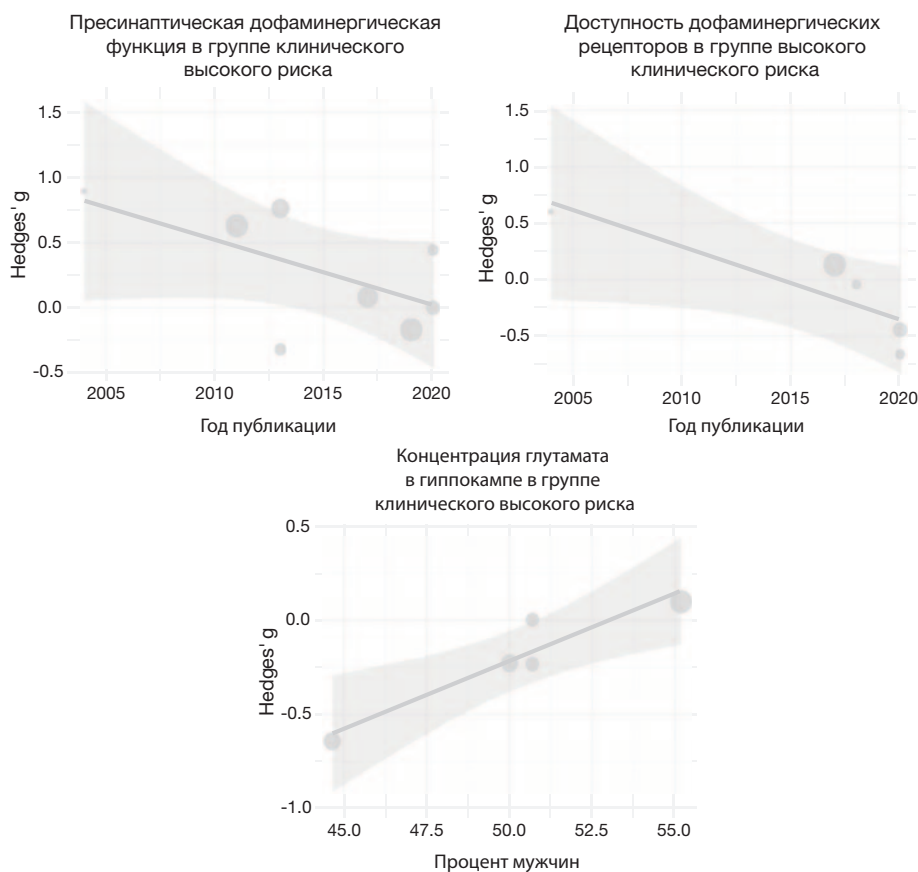 Пресинаптическая дофаминергическая
функция в группе клинического
высокого риска
1.5
1.0
0.5
0.0
-0.5
Hedges' g
2005 2010 2015 2020
Год публикации
Доступность дофаминергических
рецепторов в группе высокого
клинического риска
1.5
1.0
0.5
0.0
-0.5
Hedges' g
2005 2010 2015 2020
Год публикации
Концентрация глутамата
в гиппокампе в группе
клинического высокого риска
0.5
0.0
-0.5
-1.0
Hedges' g
45.0 47.5 50.0 52.5 55.0
Процент мужчин